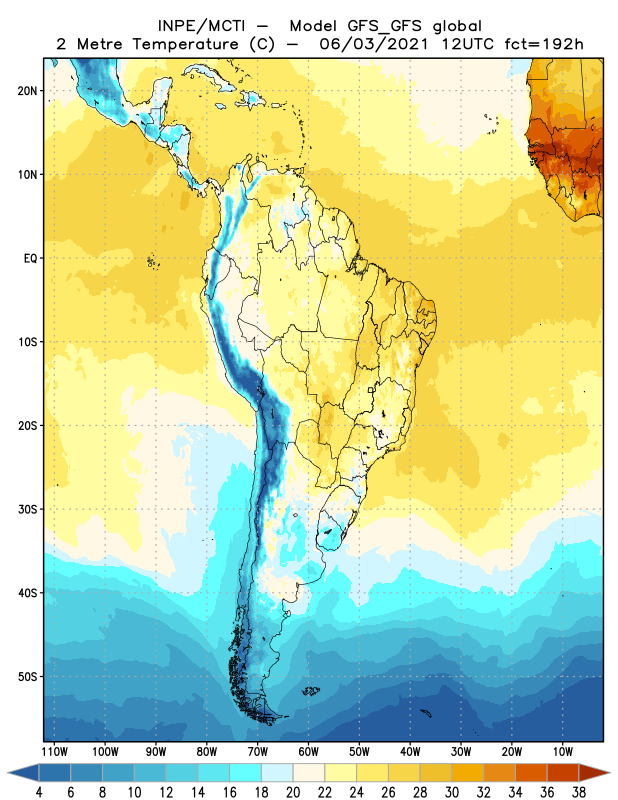 INPE/MCTI – Model GFS_GFS global
2 Metre Temperature (C) – 06/03/2021 12UTC fct=192h
20N
10N
EQ
10S
20S
30S
40S
50S
110W 100W 90W 80W 70W 60W 50W 40W 30W 20W 10W
4 6 8 10 12 14 16 18 20 22 24 26 28 30 32 34 36 38